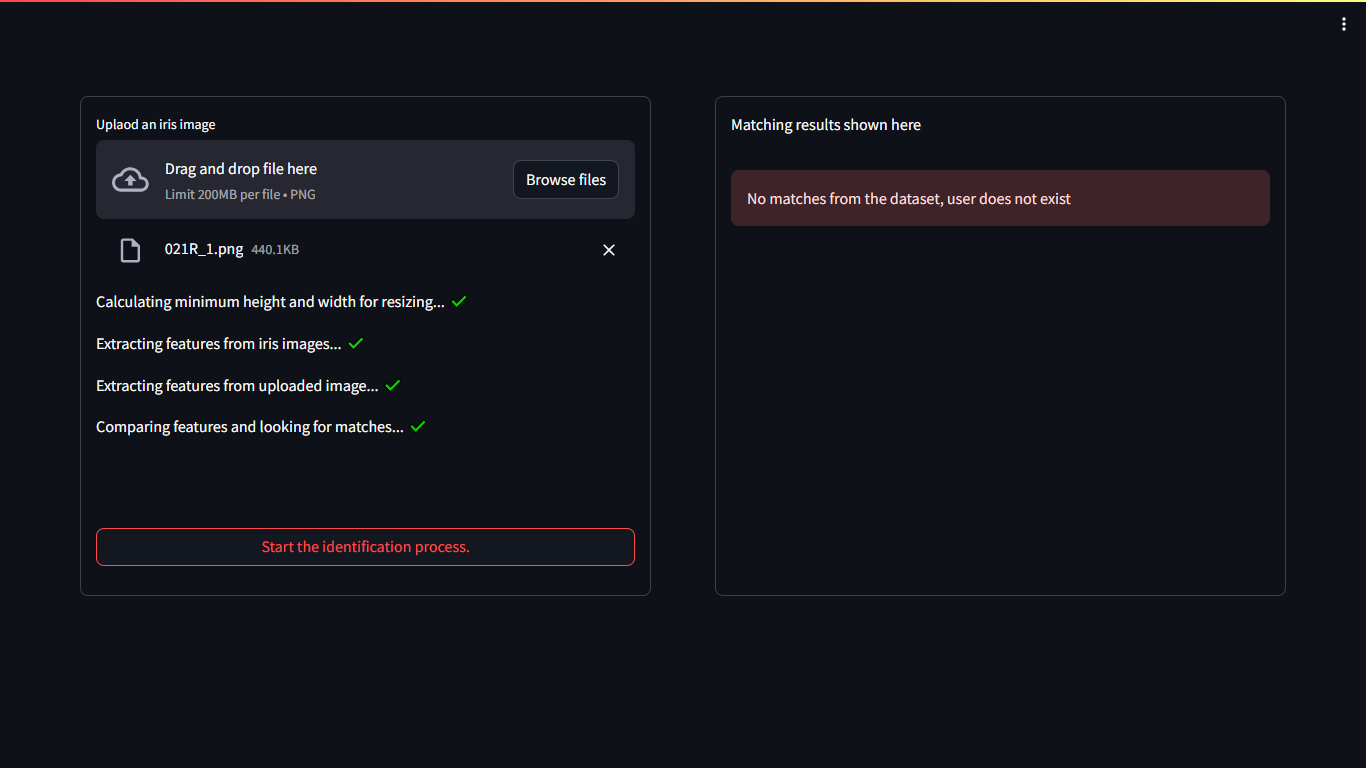 Uplaod an iris image
Drag and drop file here
Limit 200MB per file • PNG
Browse files
021R_1.png 440.1KB
Calculating minimum height and width for resizing...
Extracting features from iris images...
Extracting features from uploaded image...
Comparing features and looking for matches...
Start the identification process.
Matching results shown here
No matches from the dataset, user does not exist